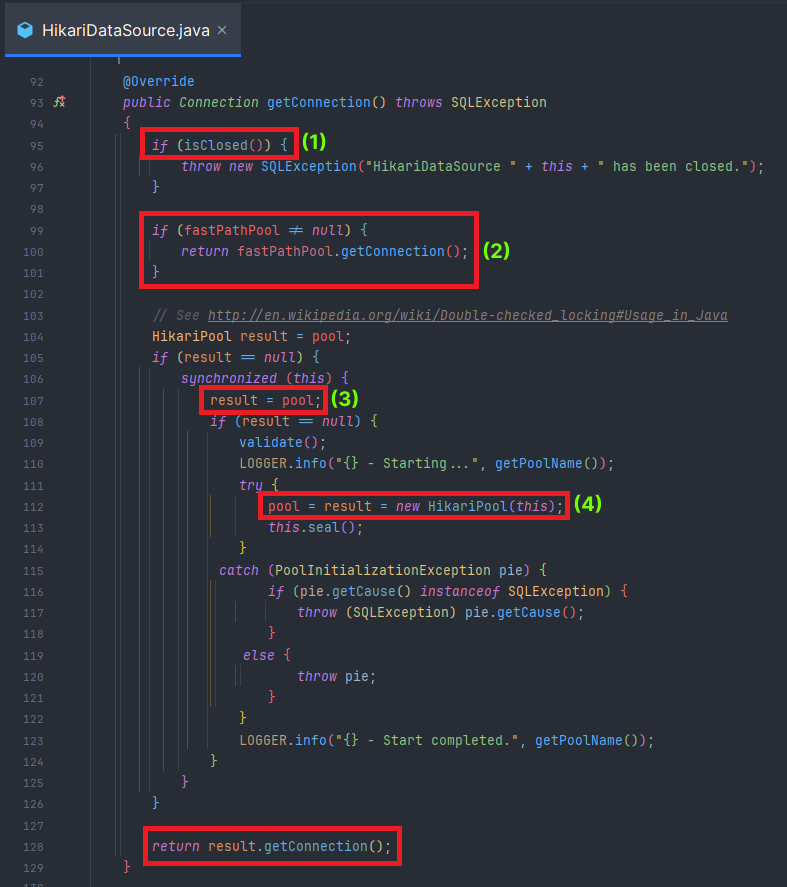 HikariDataSource.java ×
92 @Override
93 public Connection getConnection() throws SQLException
94 {
95 if (isClosed()) { (1)
96 throw new SQLException("HikariDataSource " + this + " has been closed.");
97 }
98
99 if (fastPathPool ≠ null) {
100 return fastPathPool.getConnection(); (2)
101 }
102
103 // See http://en.wikipedia.org/wiki/Double-checked_locking#Usage_in_Java
104 HikariPool result = pool;
105 if (result == null) {
106 synchronized (this) {
107 result = pool; (3)
108 if (result == null) {
109 validate();
110 LOGGER.info("{} - Starting...", getPoolName());
111 try {
112 pool = result = new HikariPool(this); (4)
113 this.seal();
114 }
115 catch (PoolInitializationException pie) {
116 if (pie.getCause() instanceof SQLException) {
117 throw (SQLException) pie.getCause();
118 }
119 else {
120 throw pie;
121 }
122 }
123 LOGGER.info("{} - Start completed.", getPoolName());
124 }
125 }
126 }
127
128 return result.getConnection();
129 }